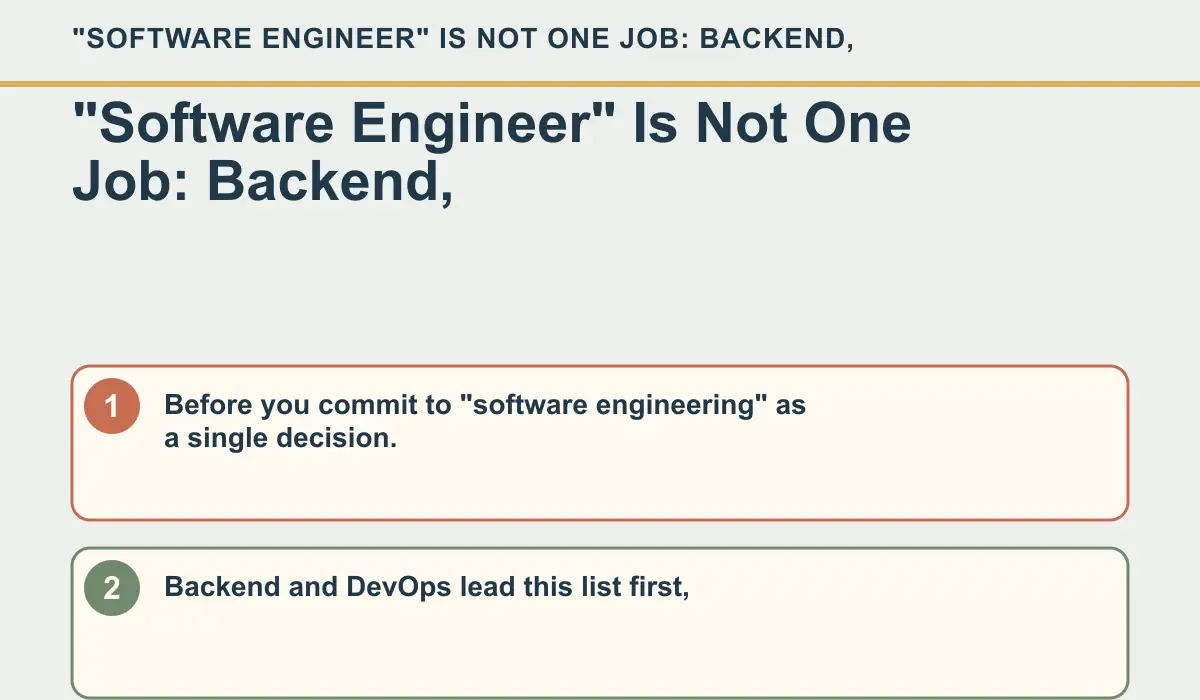 "SOFTWARE ENGINEER" IS NOT ONE JOB: BACKEND,
"Software Engineer" Is Not One
Job: Backend,
1
Before you commit to "software engineering" as
a single decision.
2
Backend and DevOps lead this list first,